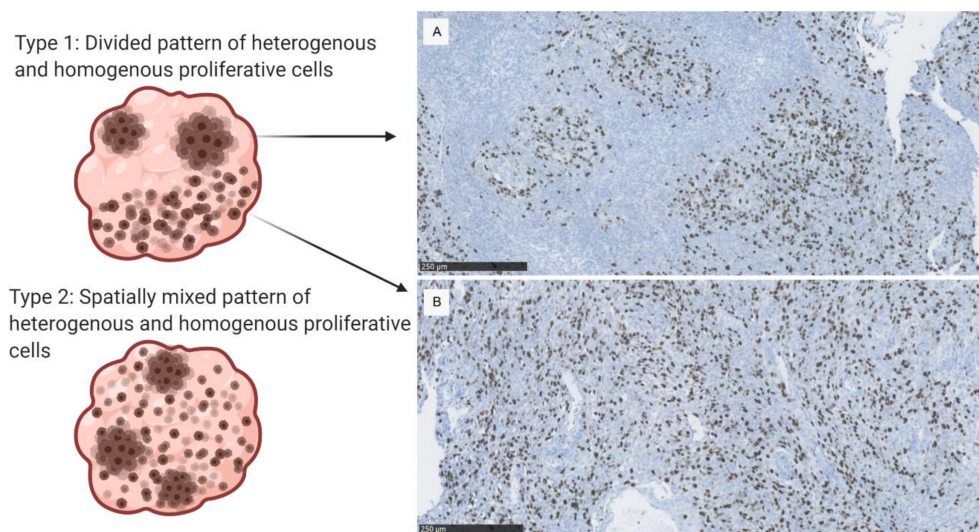 Type 1: Divided pattern of heterogenous
and homogenous proliferative cells
Type 2: Spatially mixed pattern of
heterogenous and homogenous proliferative
cells
A
250 µm
B
250 µm